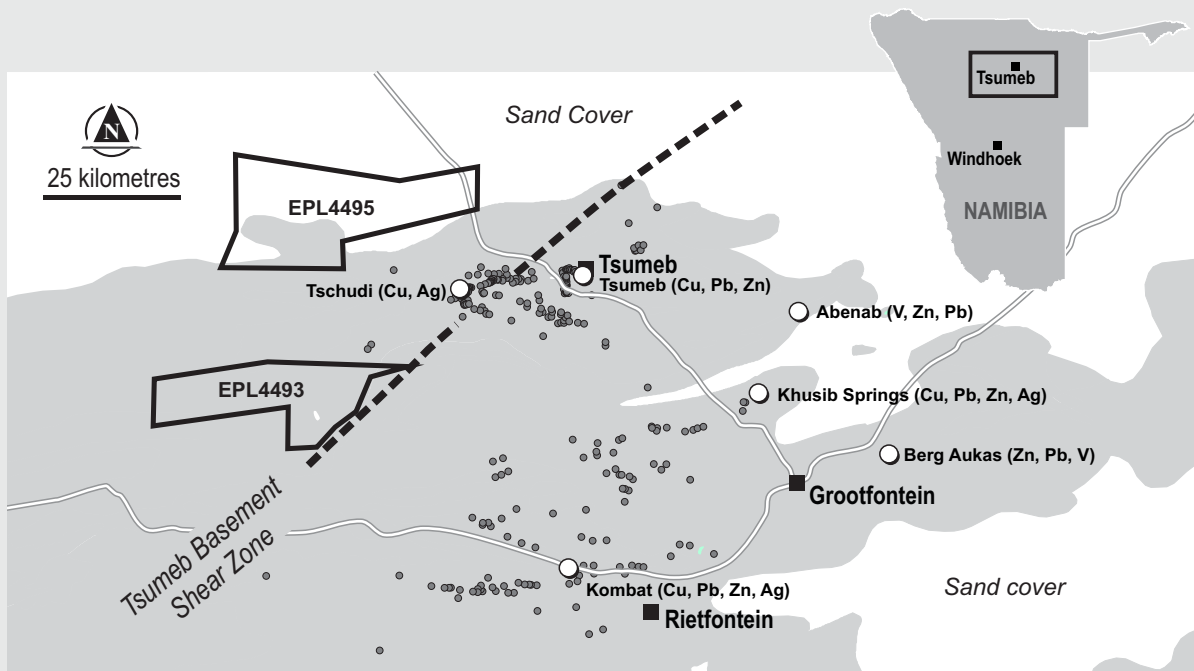 Sand Cover
N
25 kilometres
Tsumeb
Windhoek
NAMIBIA
EPL4495
Tsumeb
Tsumeb (Cu, Pb, Zn)
Tschudi (Cu, Ag)
Abenab (V, Zn, Pb)
EPL4493
Khusib Springs (Cu, Pb, Zn, Ag)
Berg Aukas (Zn, Pb, V)
Grootfontein
Tsumeb Basement
Shear Zone
Kombat (Cu, Pb, Zn, Ag)
Rietfontein
Sand cover